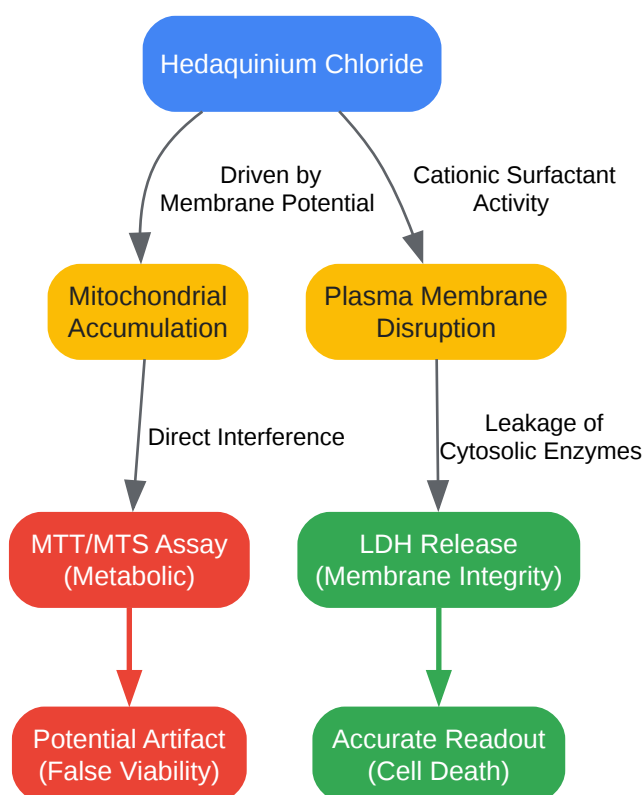 Hedaquinium Chloride
Driven by
Membrane Potential
Cationic Surfactant
Activity
Mitochondrial
Accumulation
Plasma Membrane
Disruption
Direct Interference
Leakage of
Cytosolic Enzymes
MTT/MTS Assay
(Metabolic)
LDH Release
(Membrane Integrity)
Potential Artifact
(False Viability)
Accurate Readout
(Cell Death)